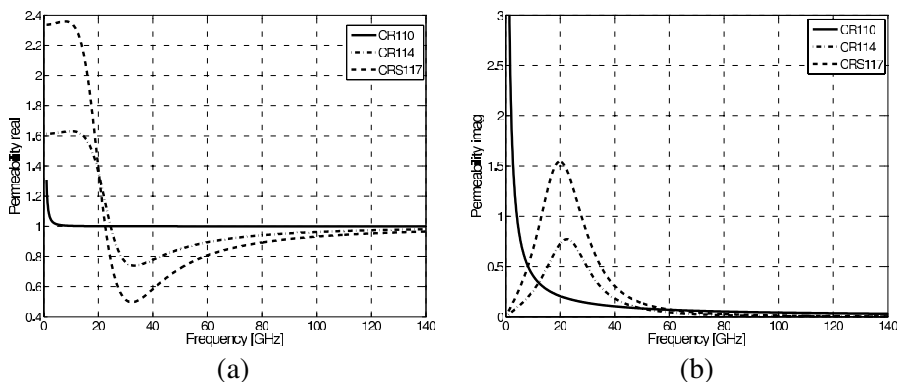 2.4
2.2
2
1.8
1.6
1.4
1.2
1
0.8
0.6
0.4
Permeability real
CR110
CR114
CRS117
0 20 40 60 80 100 120 140
Frequency [GHz]
(a)
3
2.5
2
1.5
1
0.5
0
Permeability imag
CR110
CR114
CRS117
0 20 40 60 80 100 120 140
Frequency [GHz]
(b)